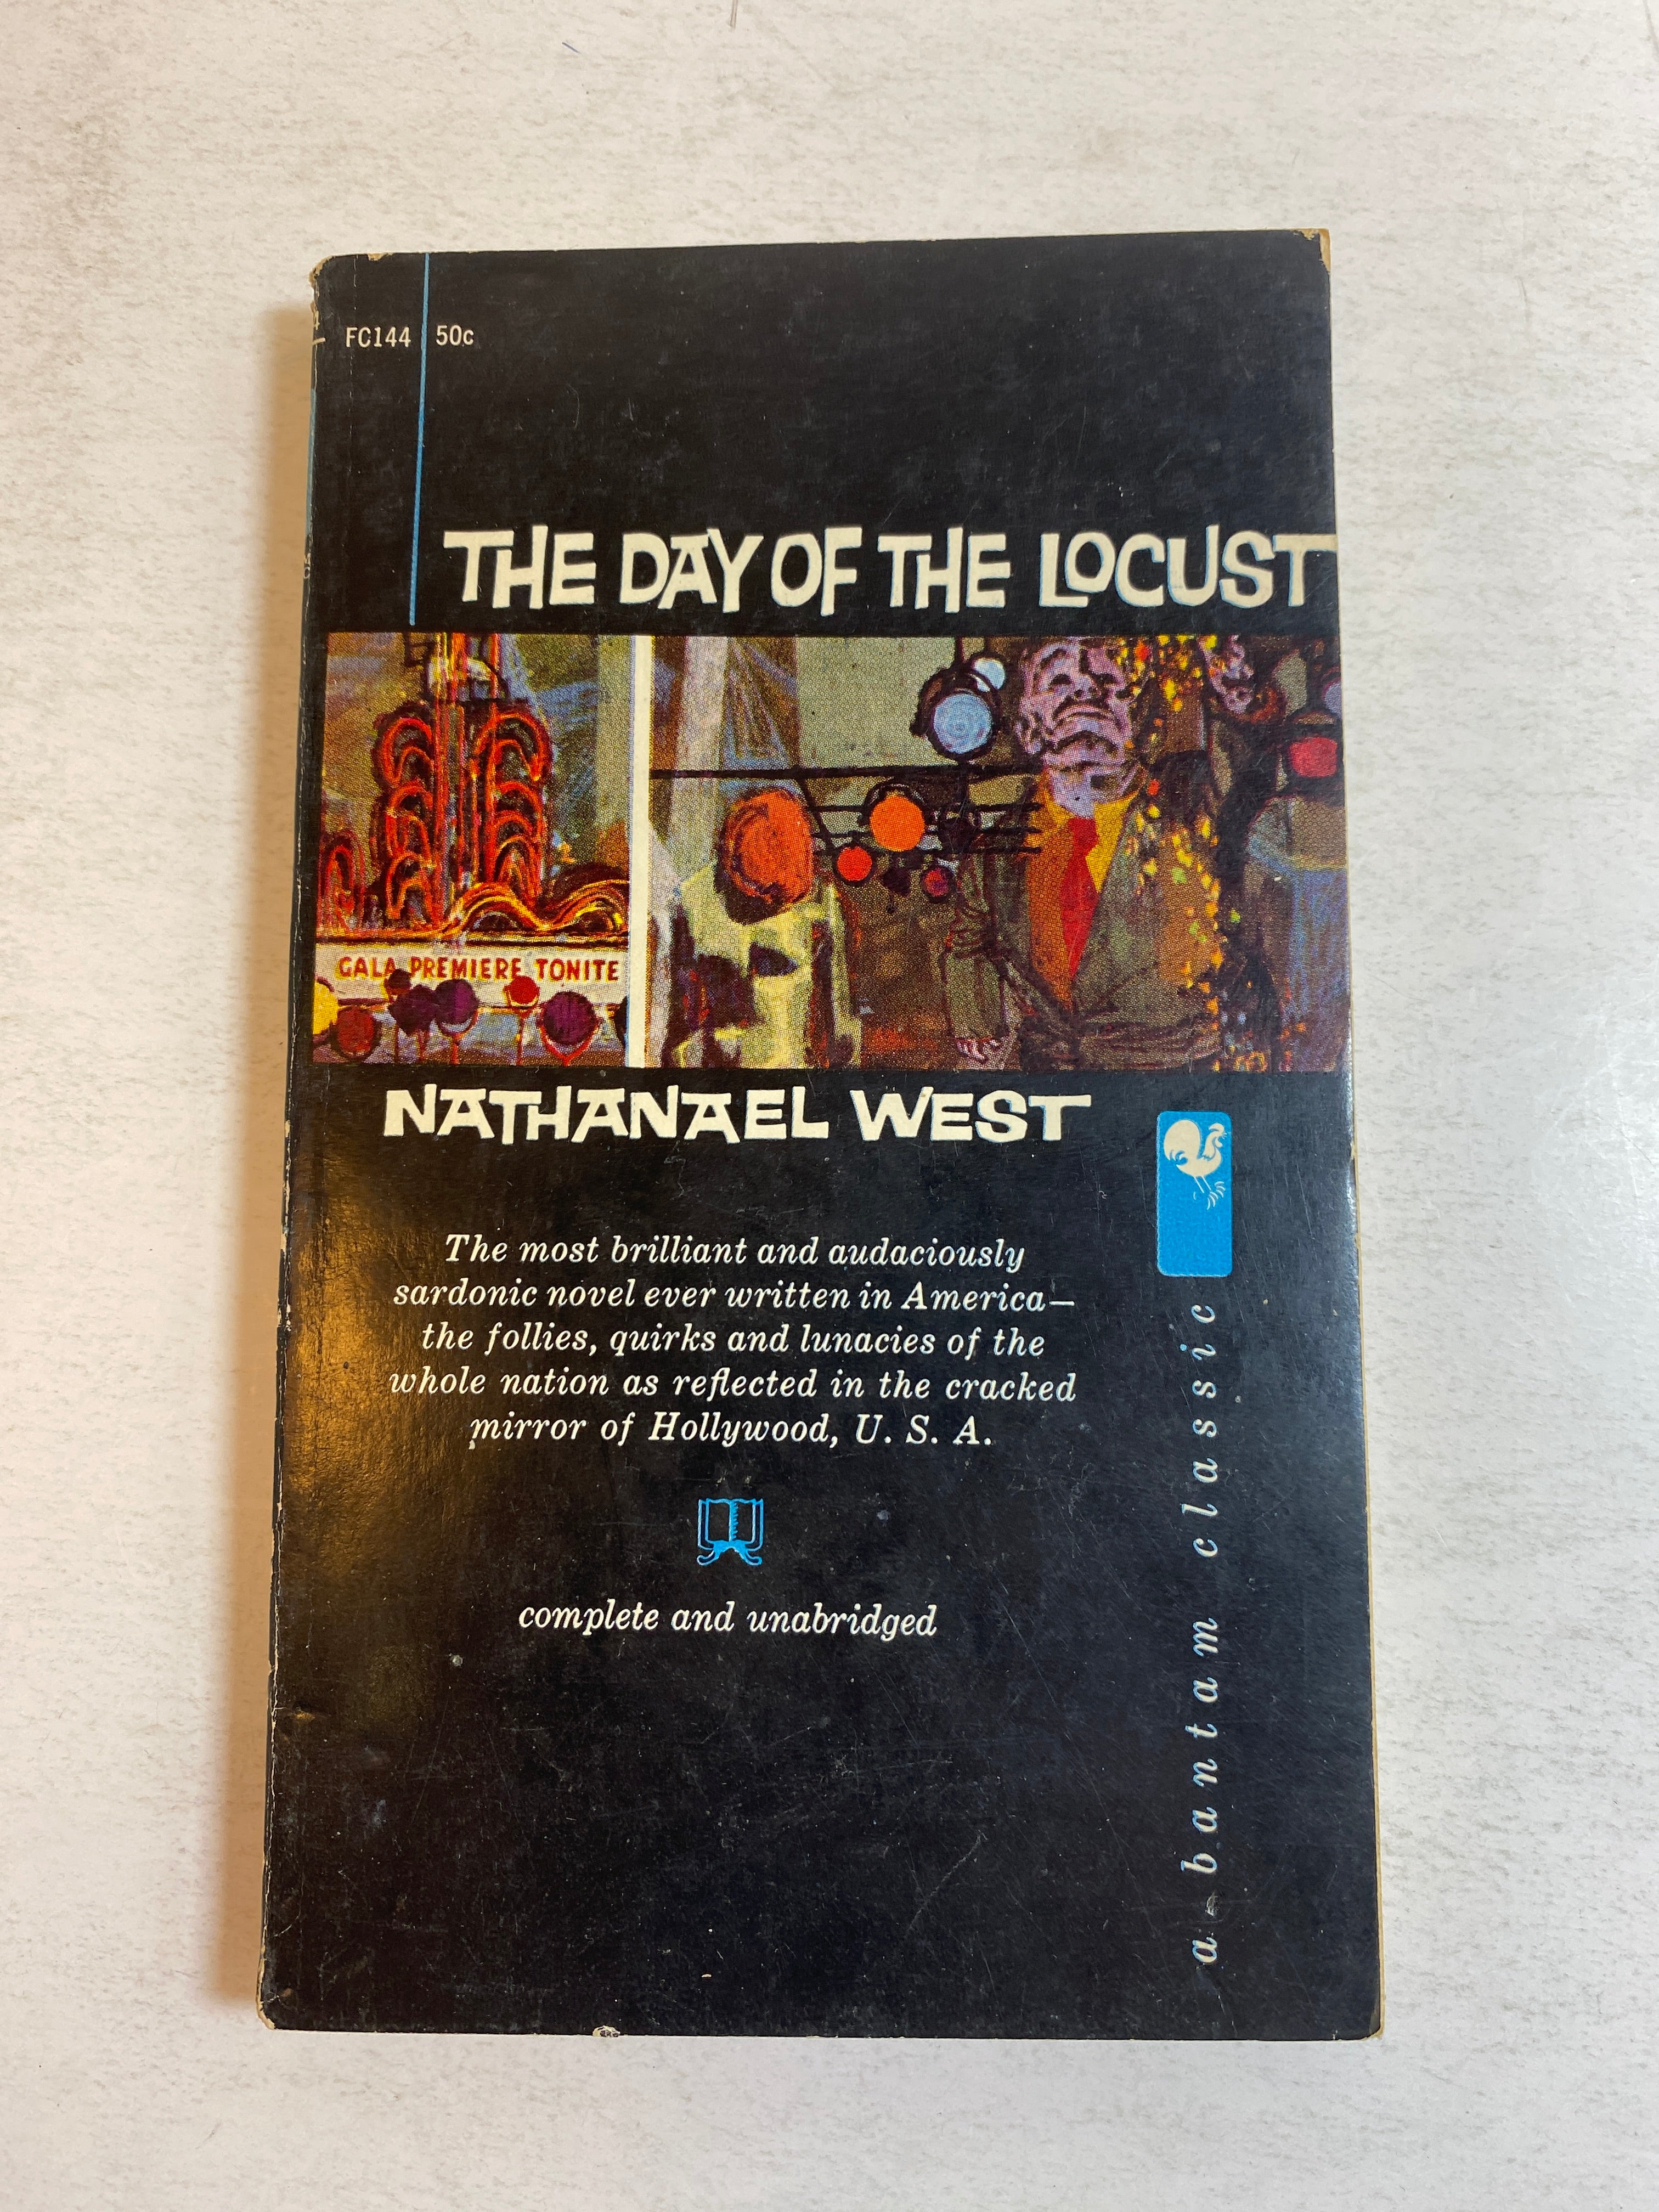 FC144 50c
THE DAY OF THE LOCUST
GALA PREMIERE TONITE
NATHANAEL WEST
The most brilliant and audaciously
sardonic novel ever written in America—
the follies, quirks and lunacies of the
whole nation as reflected in the cracked
mirror of Hollywood, U. S. A.
complete and unabridged
a bantam classic